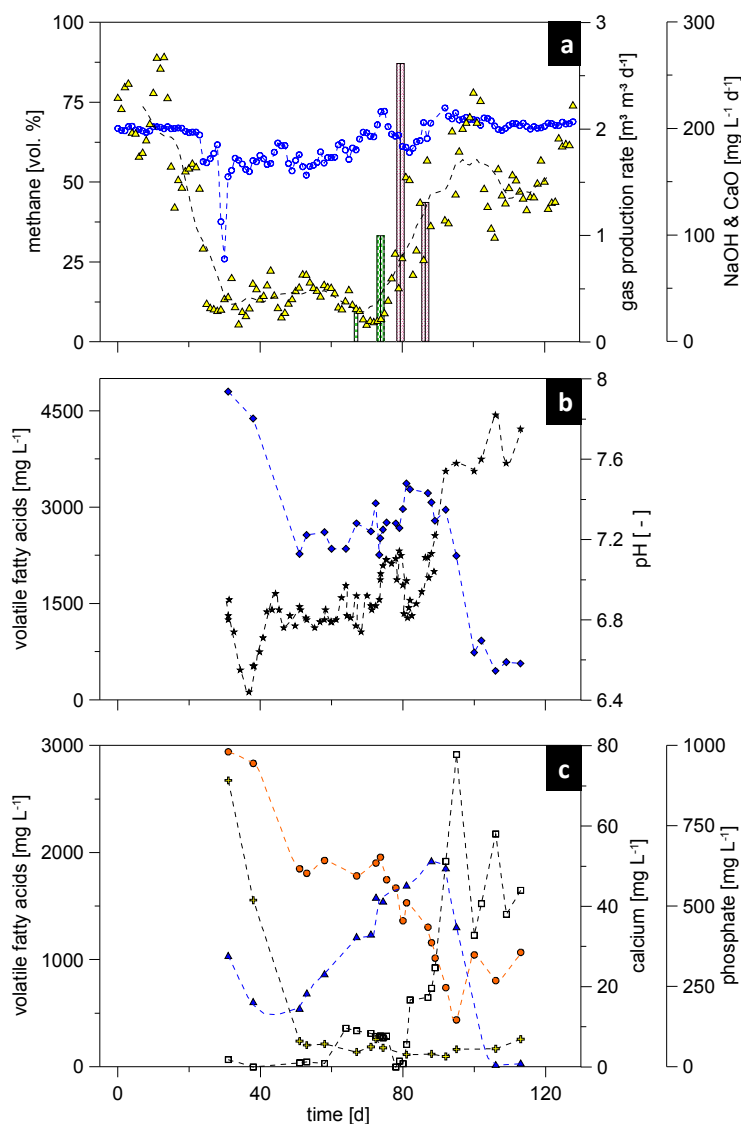 a
methane [vol. %]
100
75
50
25
0
gas production rate [m³ m⁻³ d⁻¹]
3
2
1
0
NaOH & CaO [mg L⁻¹ d⁻¹]
300
200
100
0
b
volatile fatty acids [mg L⁻¹]
4500
3000
1500
0
pH [ - ]
8
7.6
7.2
6.8
6.4
c
volatile fatty acids [mg L⁻¹]
3000
2000
1000
0
calcium [mg L⁻¹]
80
60
40
20
0
phosphate [mg L⁻¹]
1000
750
500
250
0
0 40 80 120
time [d]